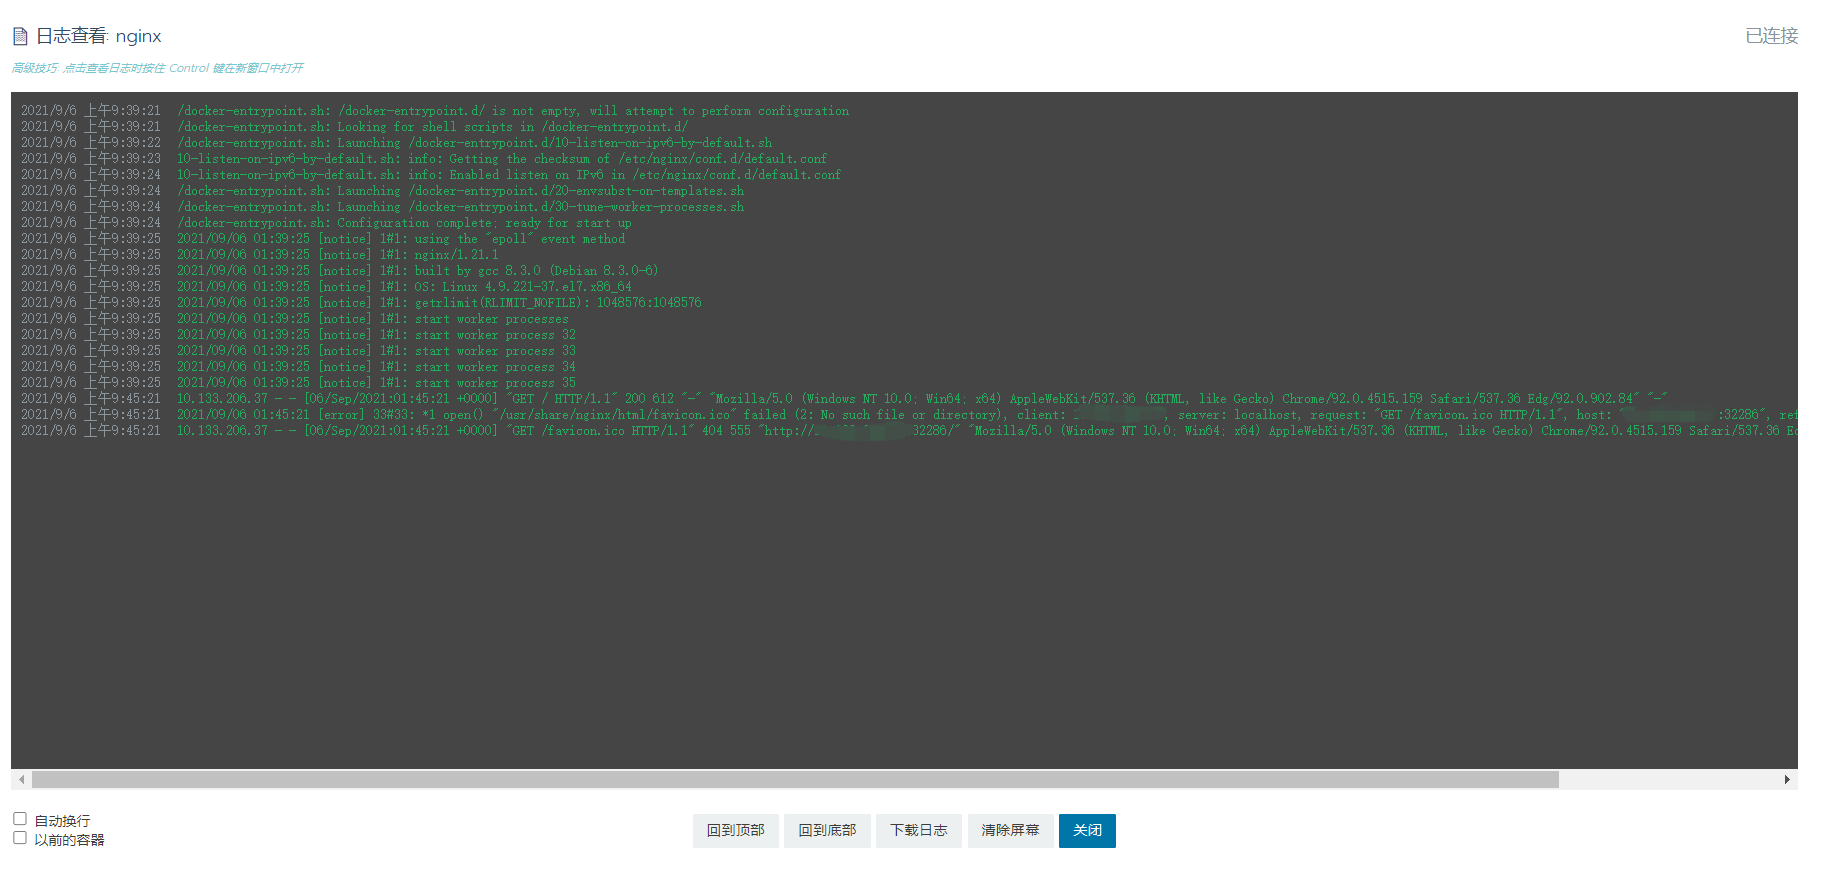 日志查看: nginx
已连接
高级技巧: 点击查看日志时按住 Control 键在新窗口中打开
2021/9/6 上午9:39:21 /docker-entrypoint.sh: /docker-entrypoint.d/ is not empty, will attempt to perform configuration
2021/9/6 上午9:39:21 /docker-entrypoint.sh: Looking for shell scripts in /docker-entrypoint.d/
2021/9/6 上午9:39:22 /docker-entrypoint.sh: Launching /docker-entrypoint.d/10-listen-on-ipv6-by-default.sh
2021/9/6 上午9:39:23 10-listen-on-ipv6-by-default.sh: info: Getting the checksum of /etc/nginx/conf.d/default.conf
2021/9/6 上午9:39:24 10-listen-on-ipv6-by-default.sh: info: Enabled listen on IPv6 in /etc/nginx/conf.d/default.conf
2021/9/6 上午9:39:24 /docker-entrypoint.sh: Launching /docker-entrypoint.d/20-envsubst-on-templates.sh
2021/9/6 上午9:39:24 /docker-entrypoint.sh: Launching /docker-entrypoint.d/30-tune-worker-processes.sh
2021/9/6 上午9:39:24 /docker-entrypoint.sh: Configuration complete; ready for start up
2021/9/6 上午9:39:25 2021/09/06 01:39:25 [notice] 1#1: using the "epoll" event method
2021/9/6 上午9:39:25 2021/09/06 01:39:25 [notice] 1#1: nginx/1.21.1
2021/9/6 上午9:39:25 2021/09/06 01:39:25 [notice] 1#1: built by gcc 8.3.0 (Debian 8.3.0-6)
2021/9/6 上午9:39:25 2021/09/06 01:39:25 [notice] 1#1: OS: Linux 4.9.221-37.el7.x86_64
2021/9/6 上午9:39:25 2021/09/06 01:39:25 [notice] 1#1: getrlimit(RLIMIT_NOFILE): 1048576:1048576
2021/9/6 上午9:39:25 2021/09/06 01:39:25 [notice] 1#1: start worker processes
2021/9/6 上午9:39:25 2021/09/06 01:39:25 [notice] 1#1: start worker process 32
2021/9/6 上午9:39:25 2021/09/06 01:39:25 [notice] 1#1: start worker process 33
2021/9/6 上午9:39:25 2021/09/06 01:39:25 [notice] 1#1: start worker process 34
2021/9/6 上午9:39:25 2021/09/06 01:39:25 [notice] 1#1: start worker process 35
2021/9/6 上午9:45:21 10.133.206.37 - - [06/Sep/2021:01:45:21 +0000] "GET / HTTP/1.1" 200 612 "-" "Mozilla/5.0 (Windows NT 10.0; Win64; x64) AppleWebKit/537.36 (KHTML, like Gecko) Chrome/92.0.4515.159 Safari/537.36 Edg/92.0.902.84" "-"
2021/9/6 上午9:45:21 2021/09/06 01:45:21 [error] 33#33: *1 open() "/usr/share/nginx/html/favicon.ico" failed (2: No such file or directory), client: , server: localhost, request: "GET /favicon.ico HTTP/1.1", host: " :32286", ref
2021/9/6 上午9:45:21 10.133.206.37 - - [06/Sep/2021:01:45:21 +0000] "GET /favicon.ico HTTP/1.1" 404 555 "http:// 32286/" "Mozilla/5.0 (Windows NT 10.0; Win64; x64) AppleWebKit/537.36 (KHTML, like Gecko) Chrome/92.0.4515.159 Safari/537.36 Ed
自动换行
以前的容器
回到顶部 回到底部 下载日志 清除屏幕 关闭